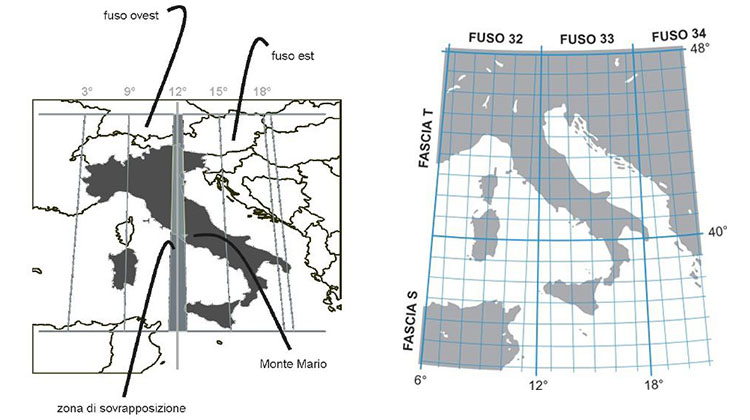 fuso ovest
fuso est
3° 9° 12° 15° 18°
Monte Mario
zona di sovrapposizione
FUSO 32 FUSO 33 FUSO 34
48°
FASCIA T
40°
FASCIA S
6° 12° 18°